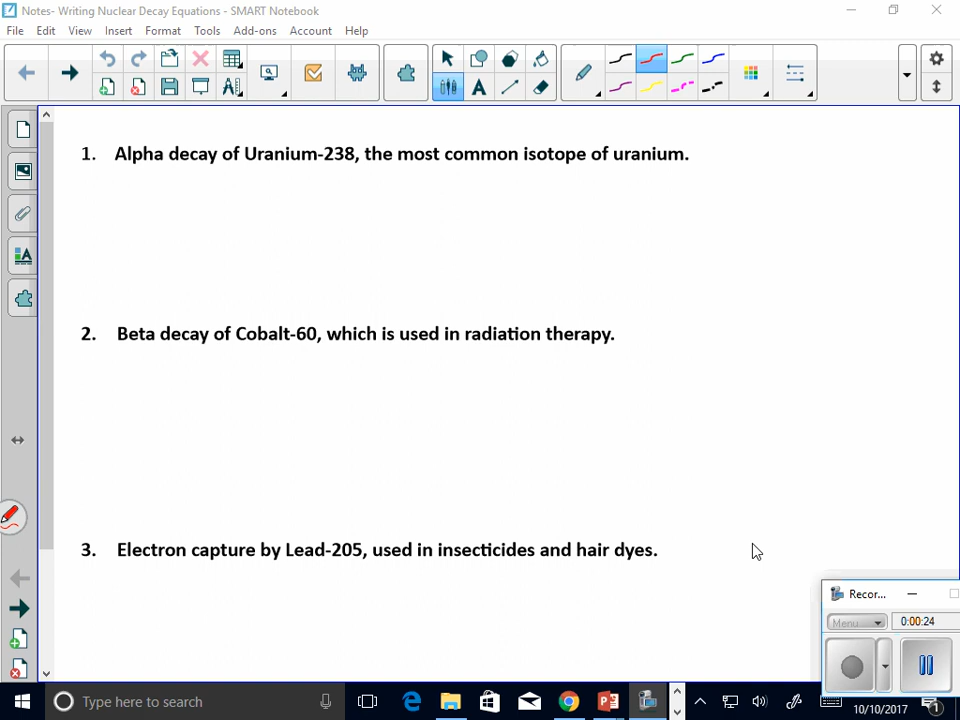 Notes- Writing Nuclear Decay Equations - SMART Notebook
File Edit View Insert Format Tools Add-ons Account Help
1. Alpha decay of Uranium-238, the most common isotope of uranium.
2. Beta decay of Cobalt-60, which is used in radiation therapy.
3. Electron capture by Lead-205, used in insecticides and hair dyes.
Recor...
Menu 0:00:24
Type here to search
10/10/2017 1